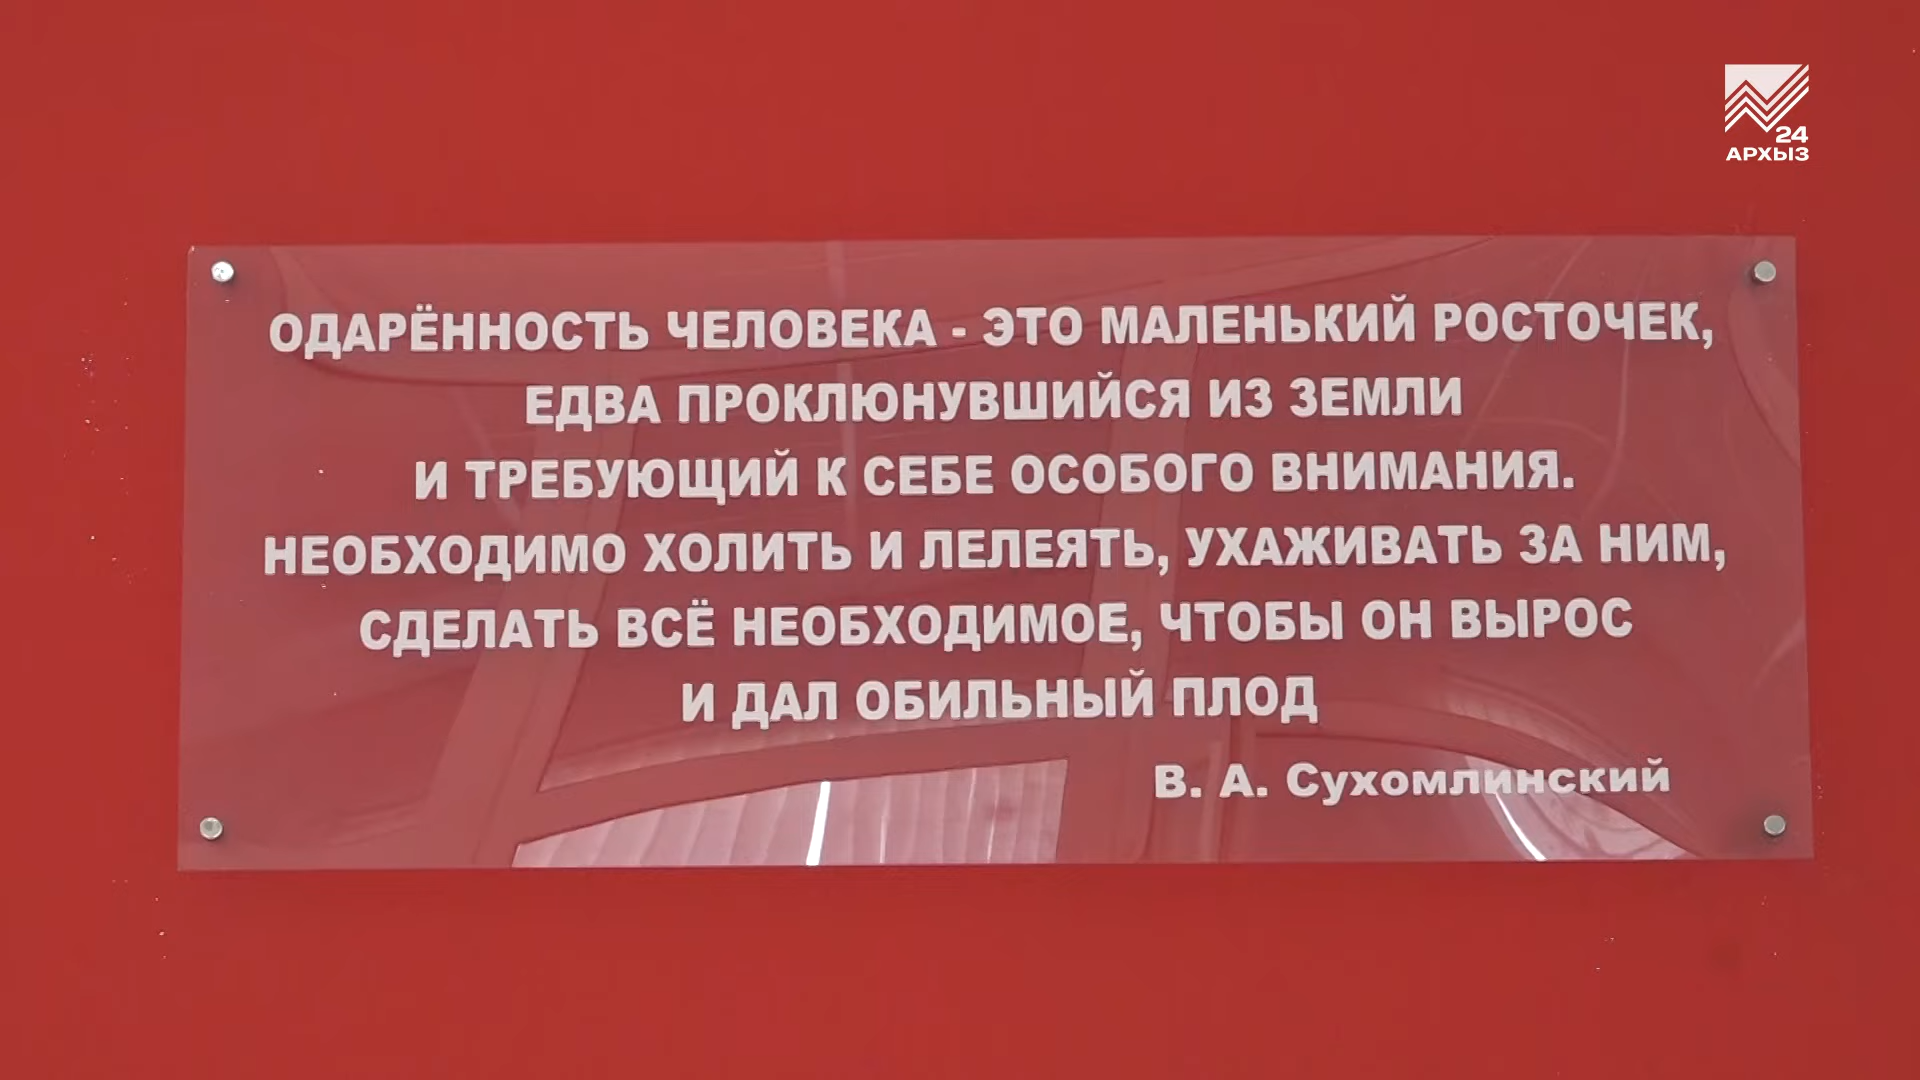 24
АРХЫЗ
ОДАРЁННОСТЬ ЧЕЛОВЕКА - ЭТО МАЛЕНЬКИЙ РОСТОЧЕК,
ЕДВА ПРОКЛЮНУВШИЙСЯ ИЗ ЗЕМЛИ
И ТРЕБУЮЩИЙ К СЕБЕ ОСОБОГО ВНИМАНИЯ.
НЕОБХОДИМО ХОЛИТЬ И ЛЕЛЕЯТЬ, УХАЖИВАТЬ ЗА НИМ,
СДЕЛАТЬ ВСЁ НЕОБХОДИМОЕ, ЧТОБЫ ОН ВЫРОС
И ДАЛ ОБИЛЬНЫЙ ПЛОД
В. А. Сухомлинский